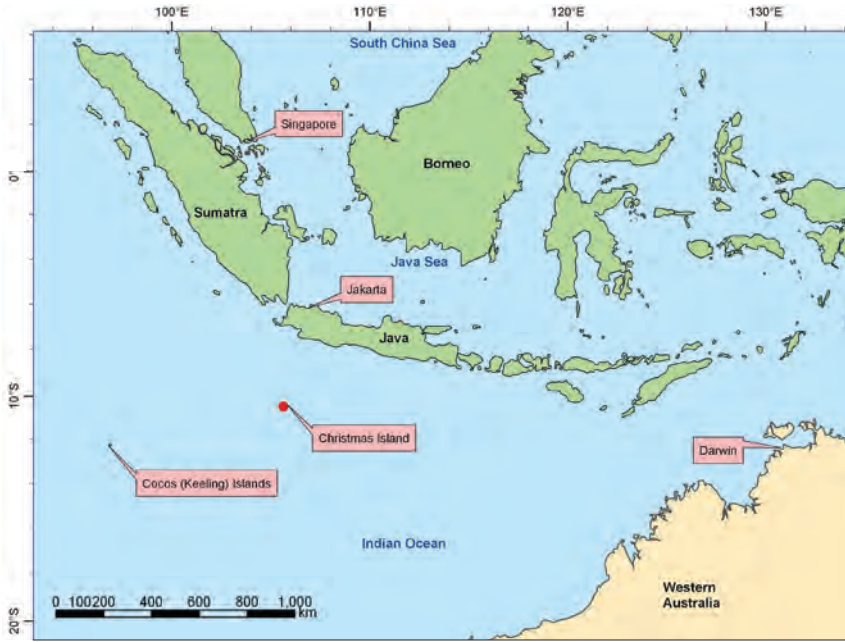 100°E 110°E 120°E 130°E
South China Sea
Singapore
Borneo
0°
Sumatra
Java Sea
Jakarta
Java
10°S
Christmas Island
Darwin
Cocos (Keeling) Islands
Indian Ocean
Western
Australia
0 100200 400 600 800 1,000
km
20°S